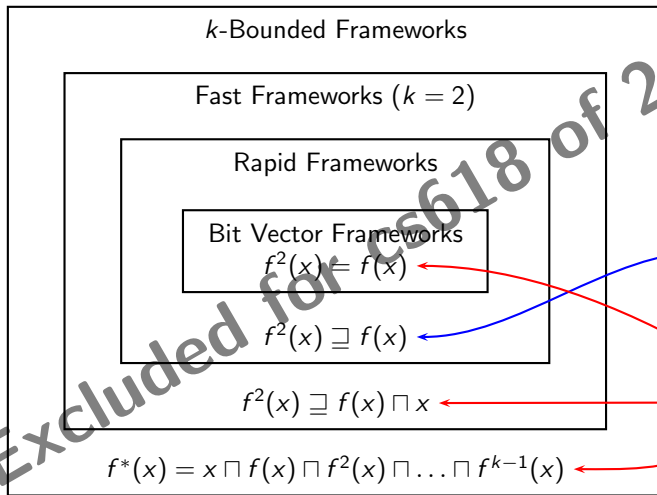 k-Bounded Frameworks
Fast Frameworks (k = 2)
Rapid Frameworks
Bit Vector Frameworks
f²(x) = f(x)
f²(x) ⊒ f(x)
f²(x) ⊒ f(x) ⊓ x
f*(x) = x ⊓ f(x) ⊓ f²(x) ⊓ … ⊓ fᵏ⁻¹(x)
Excluded for cs618 of 2